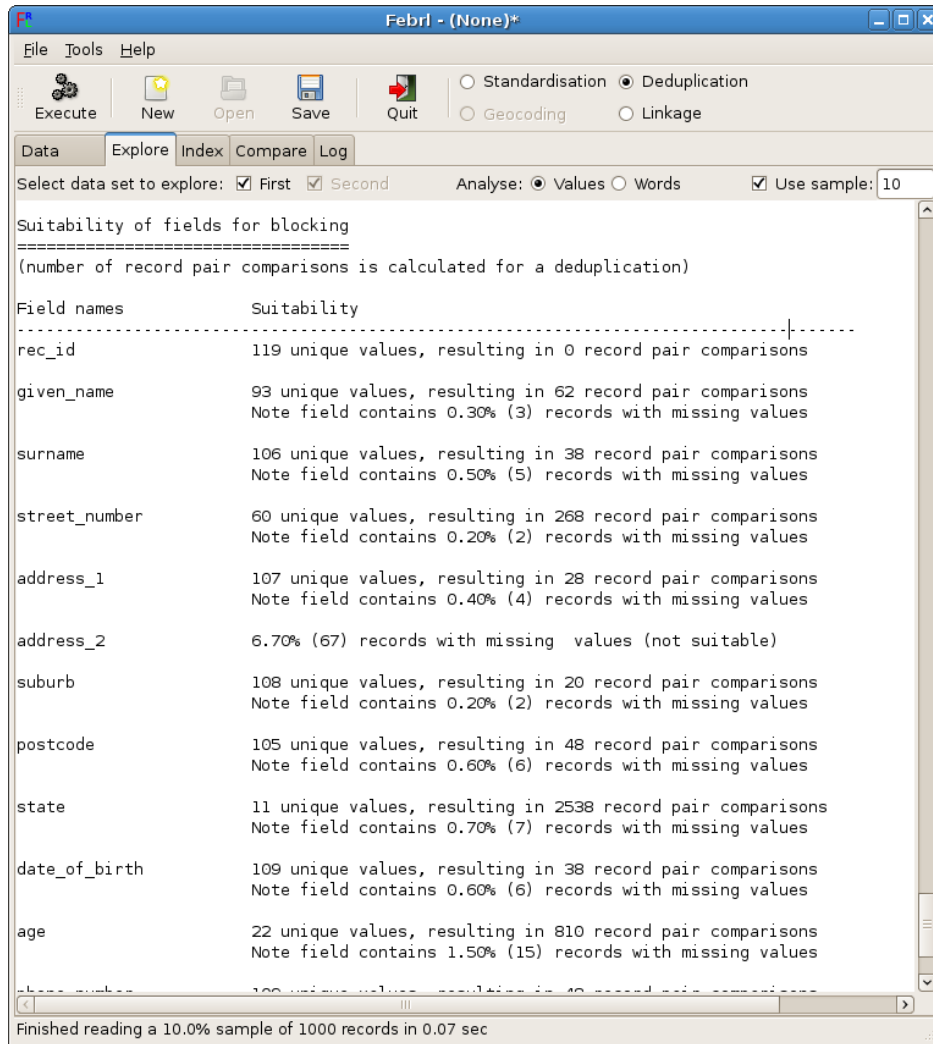 Febrl - (None)*
File Tools Help
Execute New Open Save Quit
Standardisation Deduplication
Geocoding Linkage
Data Explore Index Compare Log
Select data set to explore: First Second Analyse: Values Words Use sample: 10
Suitability of fields for blocking
==================================
(number of record pair comparisons is calculated for a deduplication)
Field names Suitability
--------------------------------------------------------------------------------------
rec_id 119 unique values, resulting in 0 record pair comparisons
given_name 93 unique values, resulting in 62 record pair comparisons
Note field contains 0.30% (3) records with missing values
surname 106 unique values, resulting in 38 record pair comparisons
Note field contains 0.50% (5) records with missing values
street_number 60 unique values, resulting in 268 record pair comparisons
Note field contains 0.20% (2) records with missing values
address_1 107 unique values, resulting in 28 record pair comparisons
Note field contains 0.40% (4) records with missing values
address_2 6.70% (67) records with missing  values (not suitable)
suburb 108 unique values, resulting in 20 record pair comparisons
Note field contains 0.20% (2) records with missing values
postcode 105 unique values, resulting in 48 record pair comparisons
Note field contains 0.60% (6) records with missing values
state 11 unique values, resulting in 2538 record pair comparisons
Note field contains 0.70% (7) records with missing values
date_of_birth 109 unique values, resulting in 38 record pair comparisons
Note field contains 0.60% (6) records with missing values
age 22 unique values, resulting in 810 record pair comparisons
Note field contains 1.50% (15) records with missing values
Finished reading a 10.0% sample of 1000 records in 0.07 sec